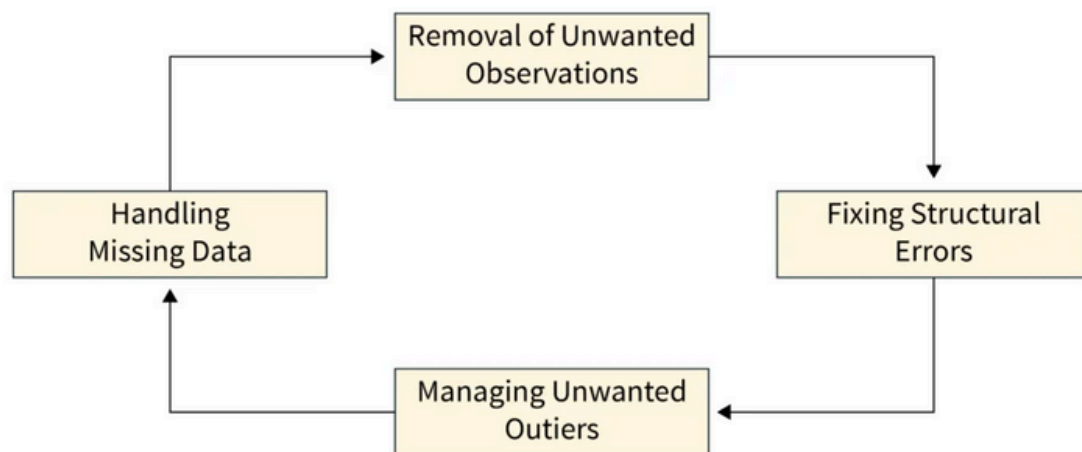 Removal of Unwanted
Observations
Handling
Missing Data
Fixing Structural
Errors
Managing Unwanted
Outiers